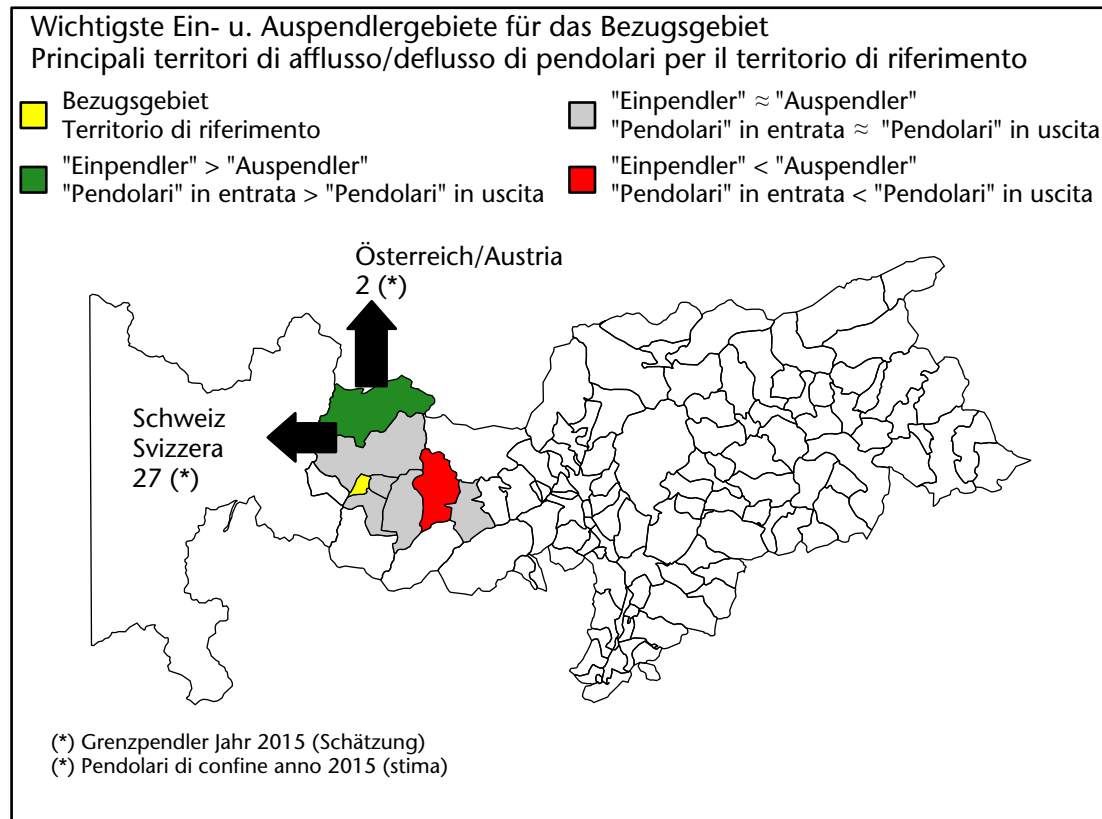 Wichtigste Ein- u. Auspendlergebiete für das Bezugsgebiet
Principali territori di afflusso/deflusso di pendolari per il territorio di riferimento
Bezugsgebiet
Territorio di riferimento
"Einpendler" ≈ "Auspendler"
"Pendolari" in entrata ≈ "Pendolari" in uscita
"Einpendler" > "Auspendler"
"Pendolari" in entrata > "Pendolari" in uscita
"Einpendler" < "Auspendler"
"Pendolari" in entrata < "Pendolari" in uscita
Österreich/Austria
2 (*)
Schweiz
Svizzera
27 (*)
(*) Grenzpendler Jahr 2015 (Schätzung)
(*) Pendolari di confine anno 2015 (stima)